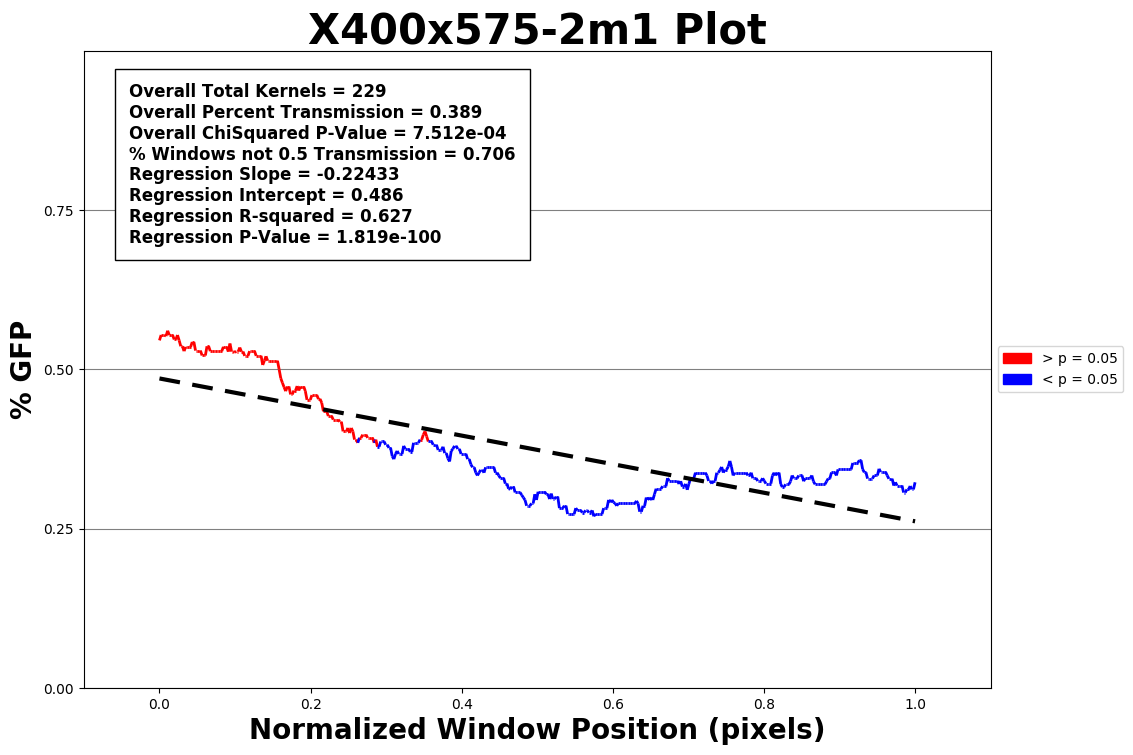 X400x575-2m1 Plot
Overall Total Kernels = 229
Overall Percent Transmission = 0.389
Overall ChiSquared P-Value = 7.512e-04
% Windows not 0.5 Transmission = 0.706
Regression Slope = -0.22433
Regression Intercept = 0.486
Regression R-squared = 0.627
Regression P-Value = 1.819e-100
% GFP
0.75
0.50
0.25
0.00
> p = 0.05
< p = 0.05
0.0 0.2 0.4 0.6 0.8 1.0
Normalized Window Position (pixels)